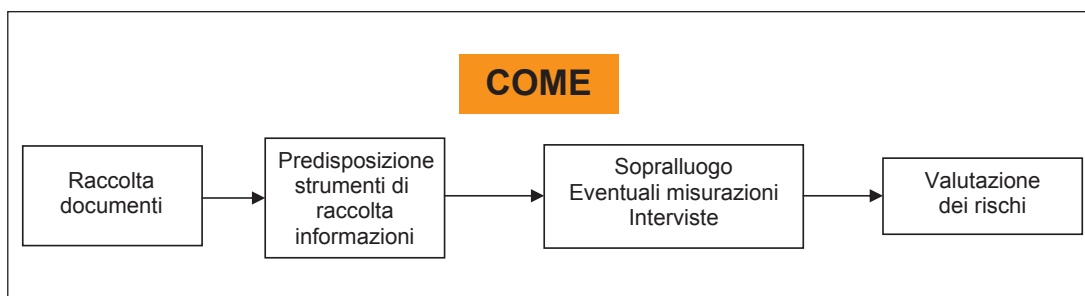 COME
Raccolta
documenti
Predisposizione
strumenti di
raccolta
informazioni
Sopralluogo
Eventuali misurazioni
Interviste
Valutazione
dei rischi